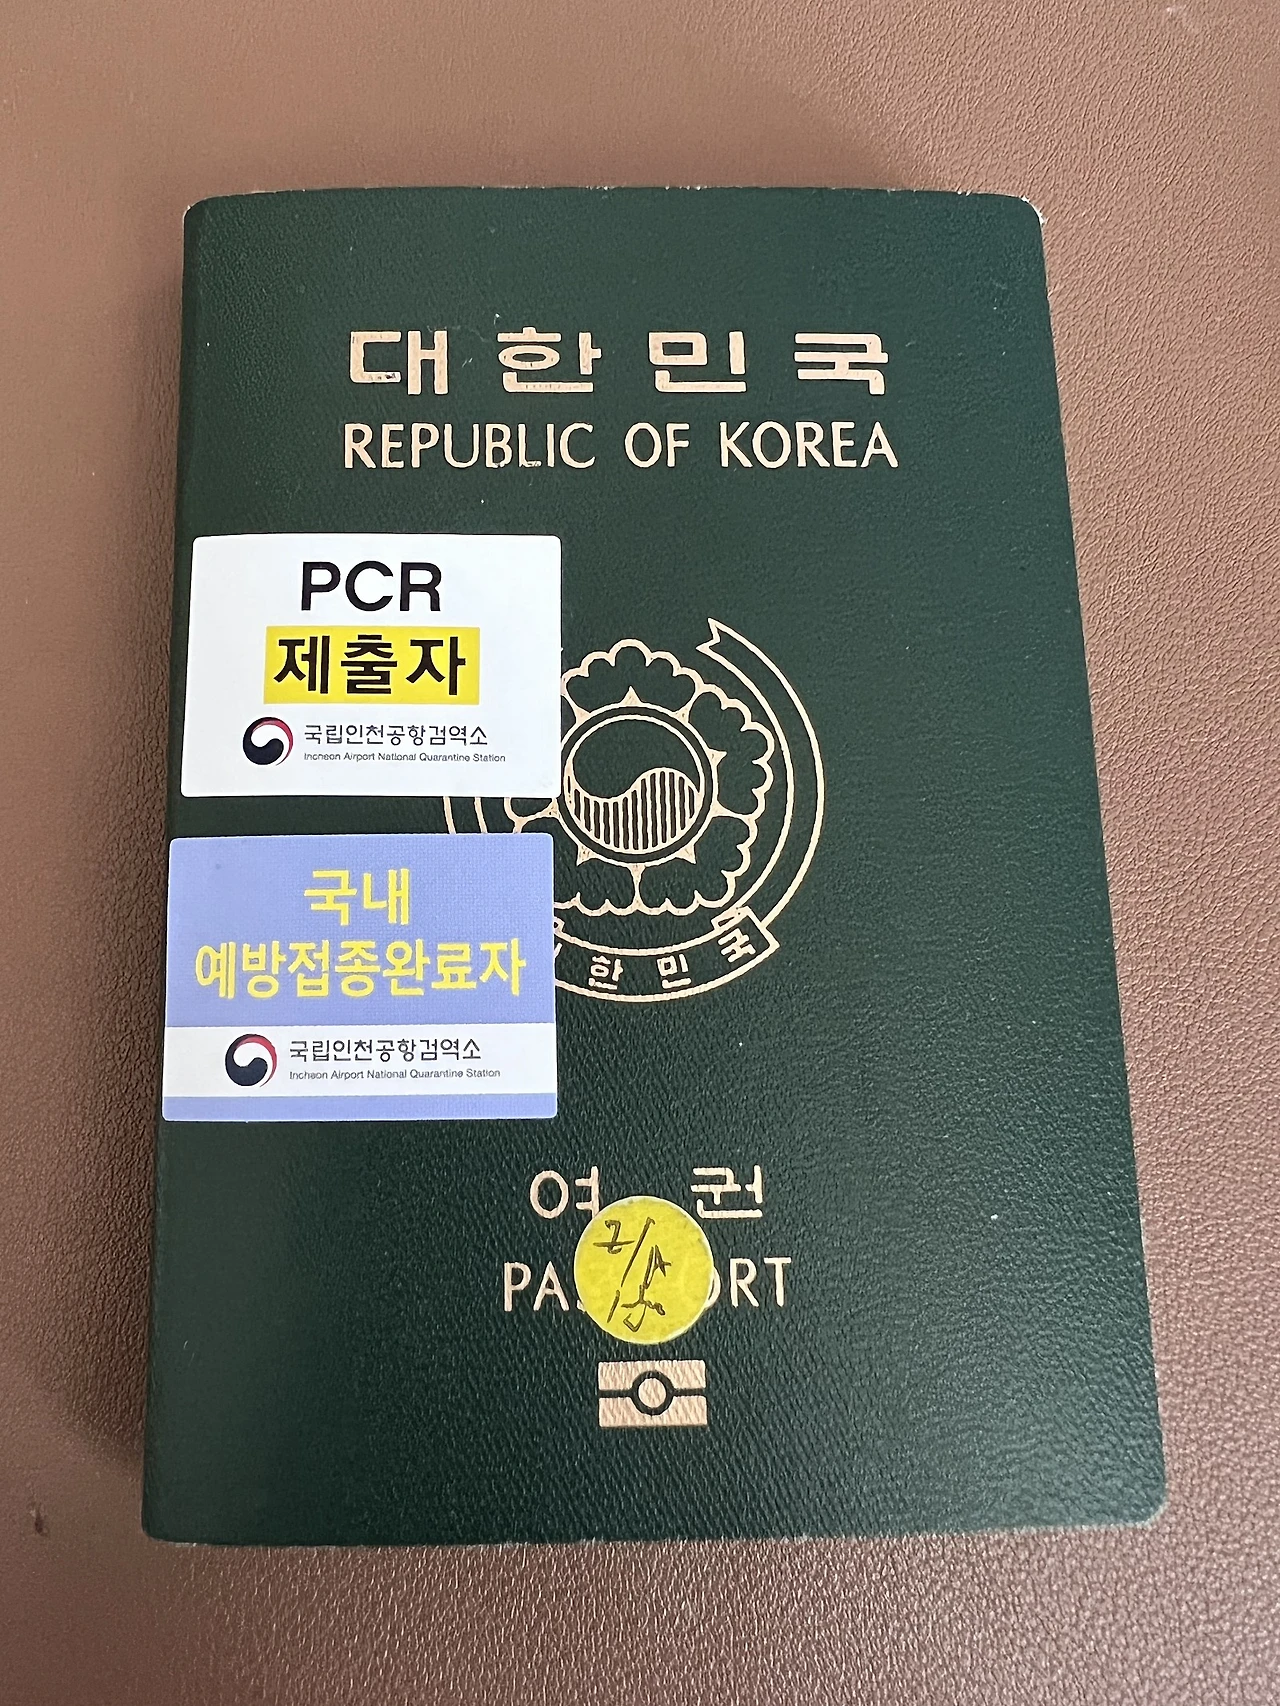 대한민국
REPUBLIC OF KOREA
PCR
제출자
국립인천공항검역소
Incheon Airport National Quarantine Station
한 민 국
국내
예방접종완료자
국립인천공항검역소
Incheon Airport National Quarantine Station
여 권
PA ORT